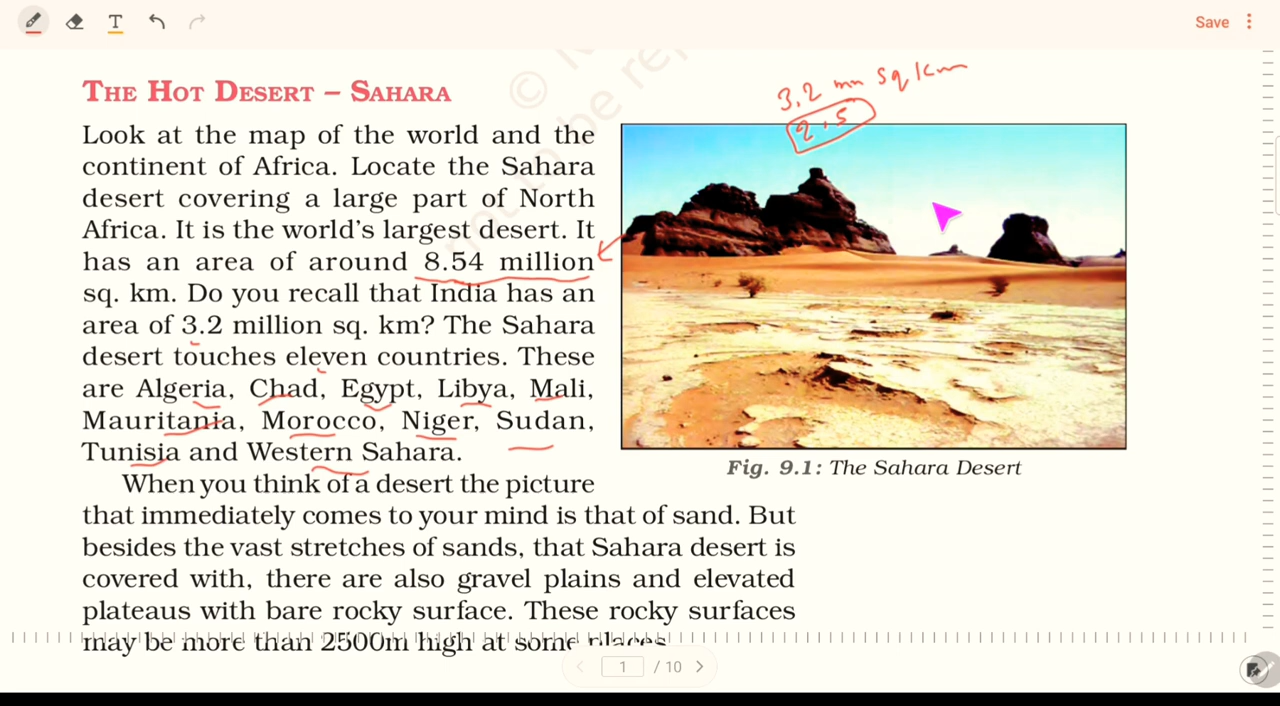 T
Save
THE HOT DESERT – SAHARA
3.2 mn sq km
2.5
Look at the map of the world and the
continent of Africa. Locate the Sahara
desert covering a large part of North
Africa. It is the world's largest desert. It
has an area of around 8.54 million
sq. km. Do you recall that India has an
area of 3.2 million sq. km? The Sahara
desert touches eleven countries. These
are Algeria, Chad, Egypt, Libya, Mali,
Mauritania, Morocco, Niger, Sudan,
Tunisia and Western Sahara.
Fig. 9.1: The Sahara Desert
When you think of a desert the picture
that immediately comes to your mind is that of sand. But
besides the vast stretches of sands, that Sahara desert is
covered with, there are also gravel plains and elevated
plateaus with bare rocky surface. These rocky surfaces
may be more than 2500m high at some places
1 / 10